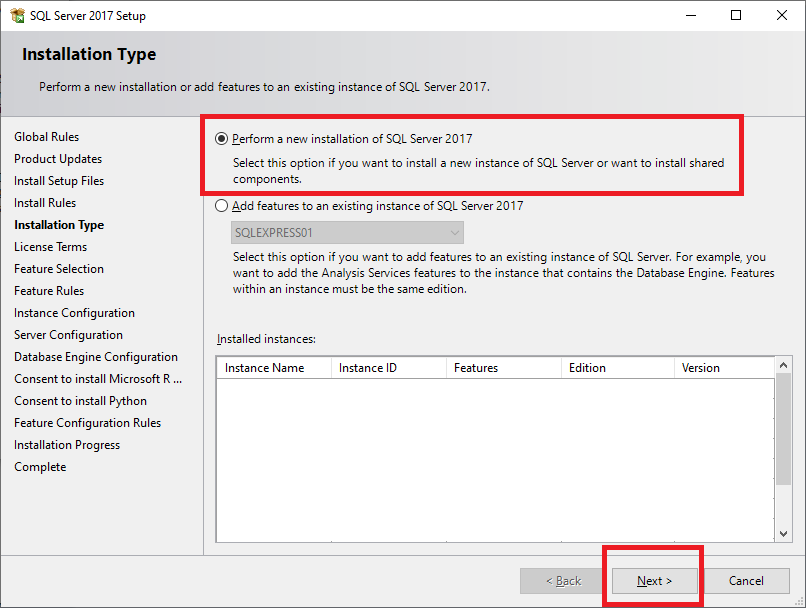 SQL Server 2017 Setup
Installation Type
Perform a new installation or add features to an existing instance of SQL Server 2017.
Global Rules
Product Updates
Install Setup Files
Install Rules
Installation Type
License Terms
Feature Selection
Feature Rules
Instance Configuration
Server Configuration
Database Engine Configuration
Consent to install Microsoft R ...
Consent to install Python
Feature Configuration Rules
Installation Progress
Complete
Perform a new installation of SQL Server 2017
Select this option if you want to install a new instance of SQL Server or want to install shared
components.
Add features to an existing instance of SQL Server 2017
SQLEXPRESS01
Select this option if you want to add features to an existing instance of SQL Server. For example, you
want to add the Analysis Services features to the instance that contains the Database Engine. Features
within an instance must be the same edition.
Installed instances:
Instance Name Instance ID Features Edition Version
< Back Next > Cancel